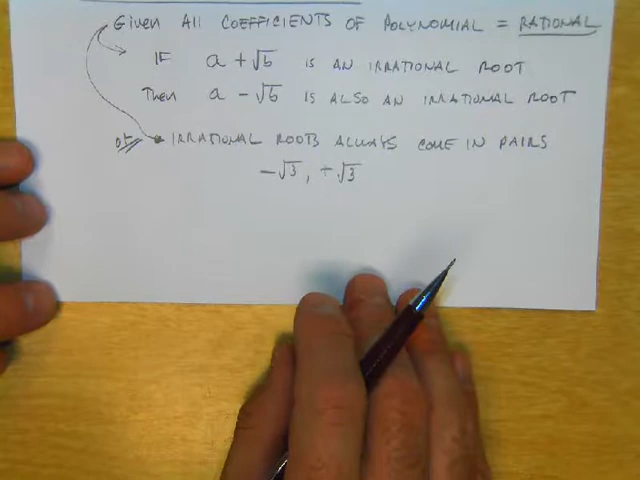 GIVEN ALL COEFFICIENTS OF POLYNOMIAL = RATIONAL
IF a + √b IS AN IRRATIONAL ROOT
THEN a - √b IS ALSO AN IRRATIONAL ROOT
OR IRRATIONAL ROOTS ALWAYS COME IN PAIRS
-√3, +√3